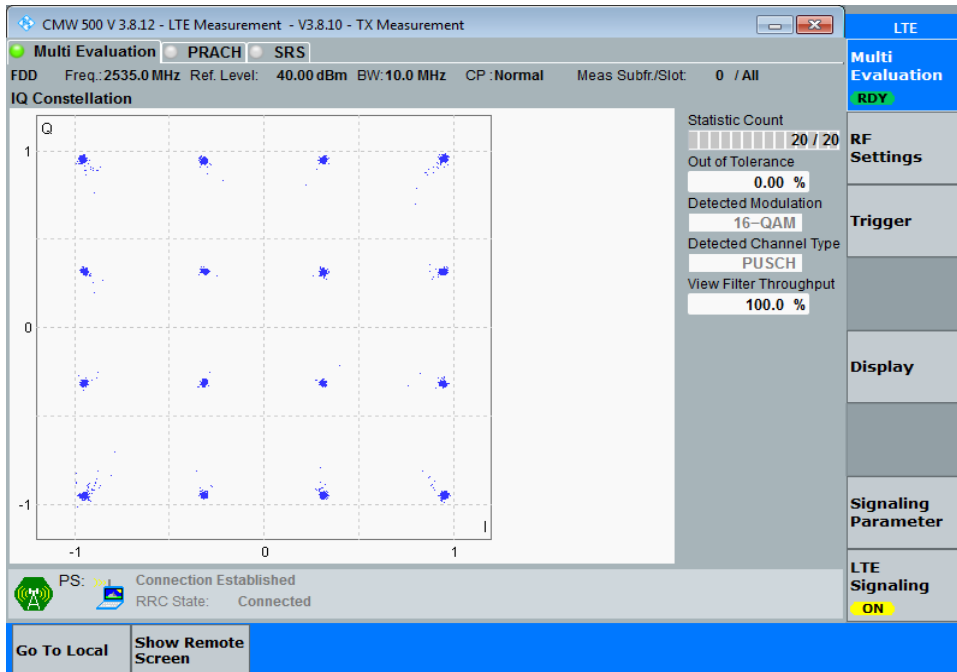 CMW 500 V 3.8.12 - LTE Measurement - V3.8.10 - TX Measurement
LTE
Multi Evaluation PRACH SRS
FDD Freq.:2535.0 MHz Ref. Level: 40.00 dBm BW:10.0 MHz CP :Normal Meas Subfr./Slot: 0 / All
IQ Constellation
Q
1
0
-1
-1 0 1
I
Statistic Count
20 / 20
Out of Tolerance
0.00 %
Detected Modulation
16-QAM
Detected Channel Type
PUSCH
View Filter Throughput
100.0 %
Multi
Evaluation
RDY
RF
Settings
Trigger
Display
Signaling
Parameter
LTE
Signaling
ON
PS: Connection Established
RRC State: Connected
Go To Local
Show Remote
Screen